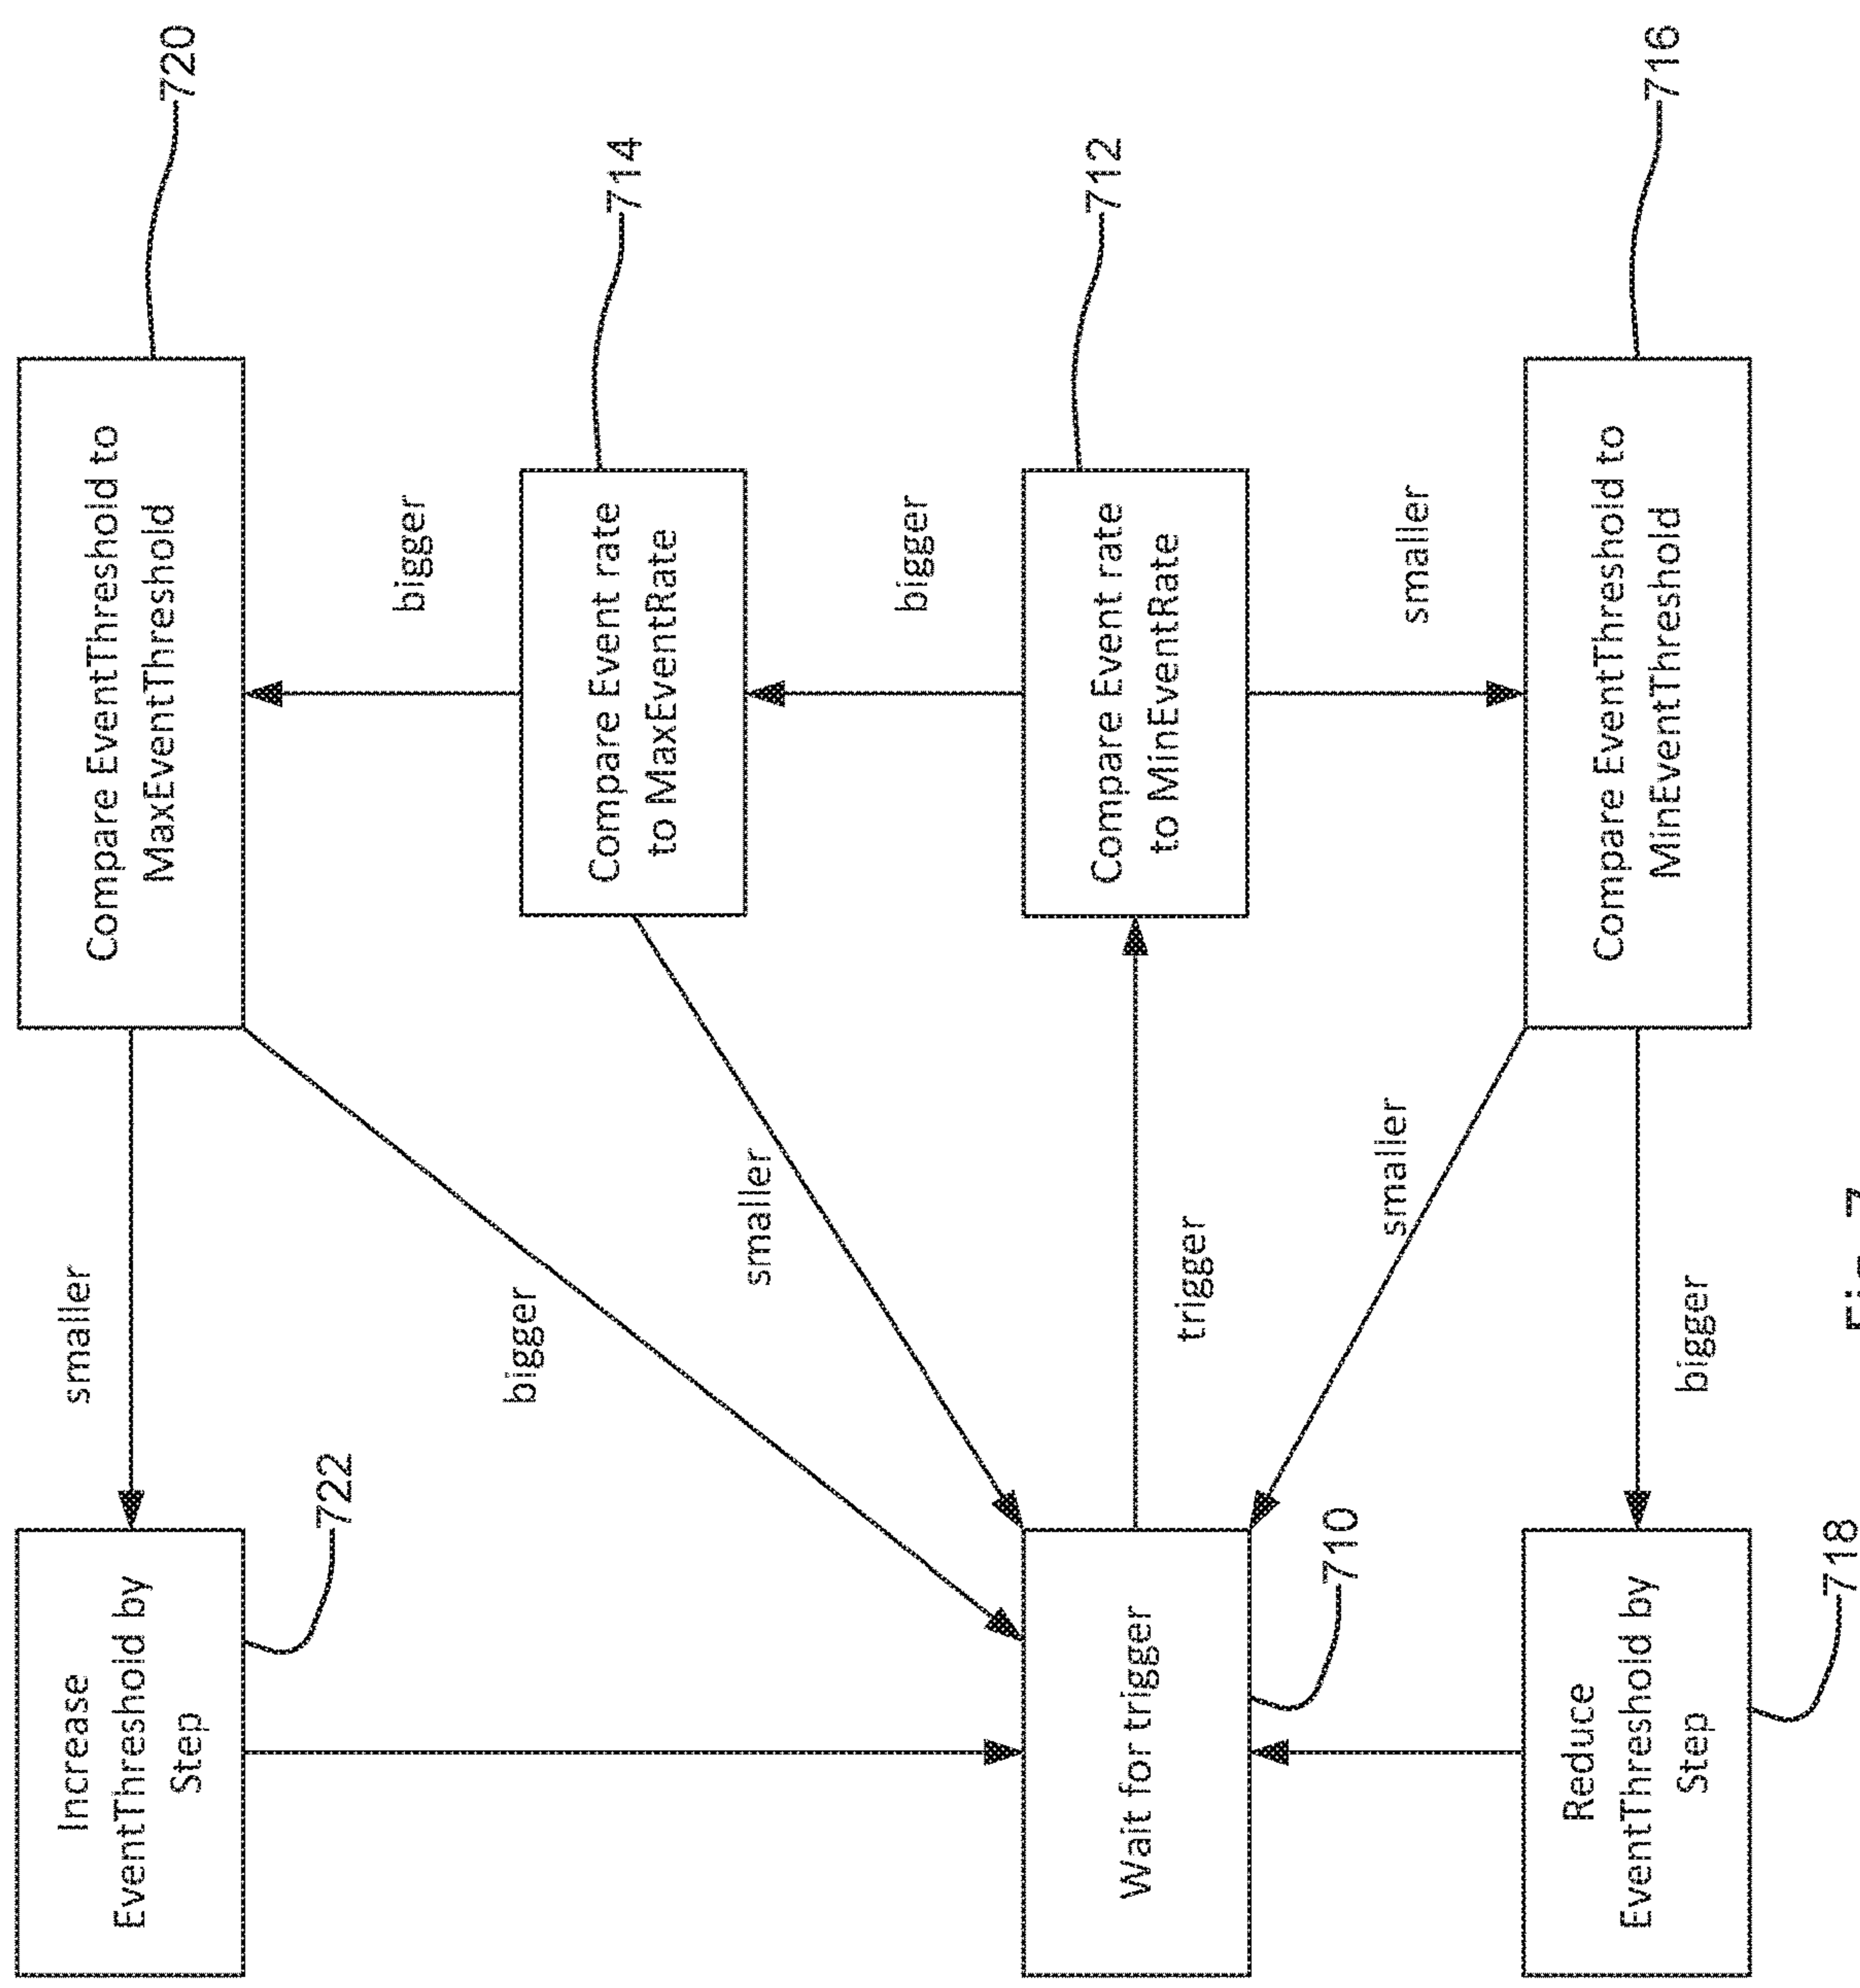 Increase
EventThreshold by
Step
smaller
Compare EventThreshold to
MaxEventThreshold
720
722
bigger
bigger
smaller
Compare Event rate
to MaxEventRate
714
bigger
Wait for trigger
710
trigger
Compare Event rate
to MinEventRate
712
smaller
smaller
Reduce
EventThreshold by
Step
718
bigger
Compare EventThreshold to
MinEventThreshold
716